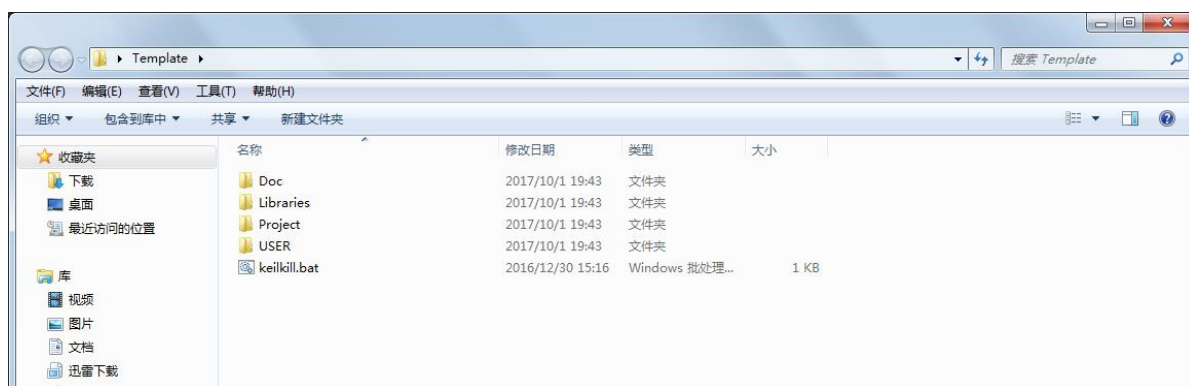 Template
搜索 Template
文件(F) 编辑(E) 查看(V) 工具(T) 帮助(H)
组织 包含到库中 共享 新建文件夹
收藏夹
下载
桌面
最近访问的位置
库
视频
图片
文档
迅雷下载
名称 修改日期 类型 大小
Doc 2017/10/1 19:43 文件夹
Libraries 2017/10/1 19:43 文件夹
Project 2017/10/1 19:43 文件夹
USER 2017/10/1 19:43 文件夹
keilkill.bat 2016/12/30 15:16 Windows 批处理... 1 KB